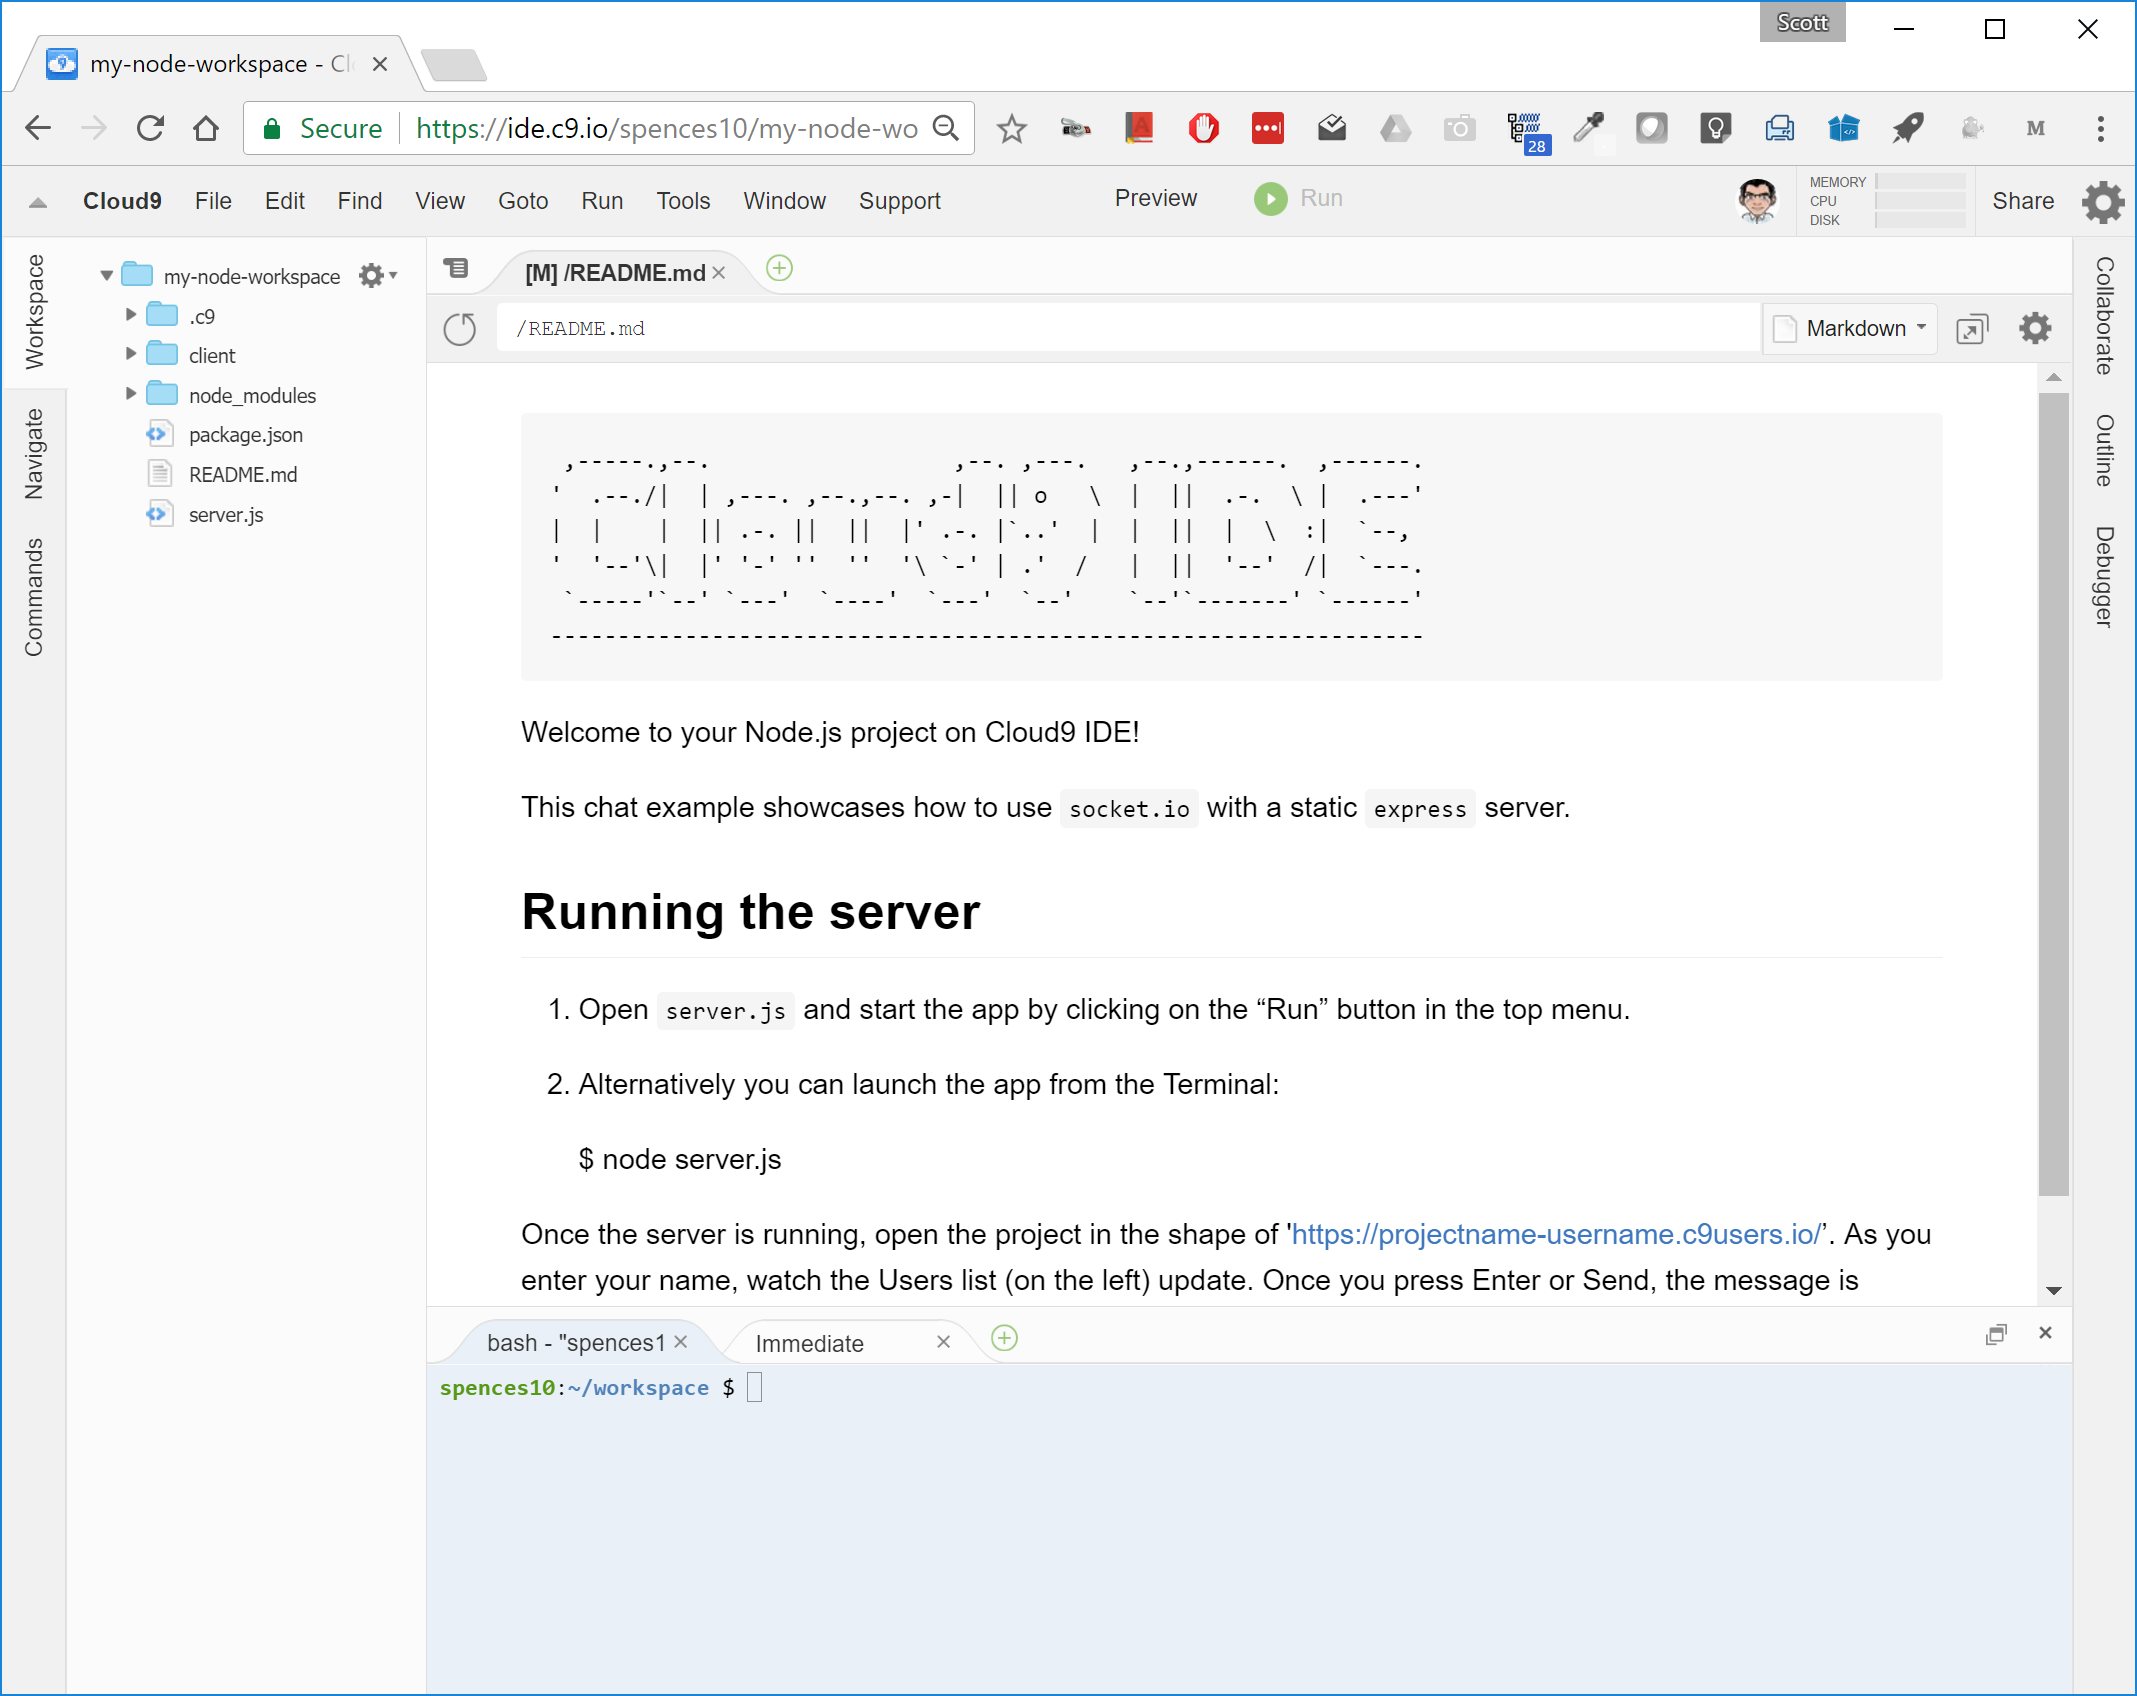 Scott
my-node-workspace - Cl
Secure https://ide.c9.io/spences10/my-node-wo
28
M
Cloud9 File Edit Find View Goto Run Tools Window Support Preview Run MEMORY CPU DISK Share
Workspace
Navigate
Commands
my-node-workspace
.c9
client
node_modules
package.json
README.md
server.js
[M] /README.md
/README.md
Markdown
Collaborate
Outline
Debugger
 ,-----.,--.                  ,--. ,---.   ,--.,------.  ,------.
'  .--./|  | ,---. ,--.,--. ,-|  || o   \  |  ||  .-.  \ |  .---'
|  |    |  || .-. ||  ||  |' .-. |`..'  |  |  ||  |  \  :|  `--, 
'  '--'\|  |' '-' ''  ''  '\ `-' | .'  /   |  ||  '--'  /|  `---.
 `-----'`--' `---'  `----'  `---'  `--'    `--'`-------' `------'
-----------------------------------------------------------------
Welcome to your Node.js project on Cloud9 IDE!
This chat example showcases how to use socket.io with a static express server.
Running the server
1. Open server.js and start the app by clicking on the “Run” button in the top menu.
2. Alternatively you can launch the app from the Terminal:
$ node server.js
Once the server is running, open the project in the shape of 'https://projectname-username.c9users.io/’. As you
enter your name, watch the Users list (on the left) update. Once you press Enter or Send, the message is
bash - "spences1
Immediate
spences10:~/workspace $